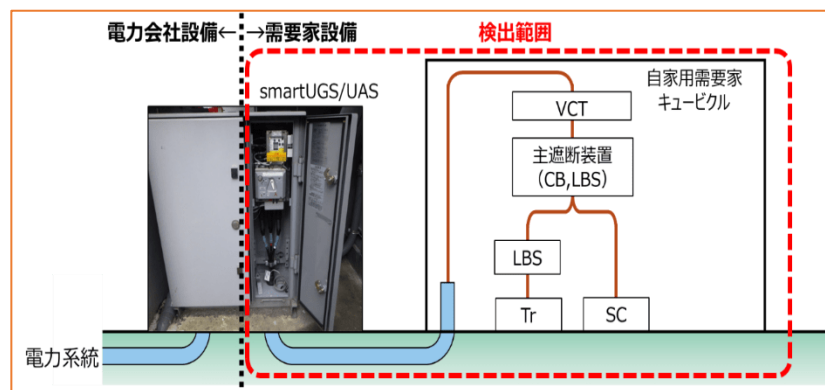 電力会社設備←
→需要家設備
検出範囲
smartUGS/UAS
自家用需要家
キュービクル
VCT
主遮断装置
(CB,LBS)
LBS
Tr
SC
電力系統